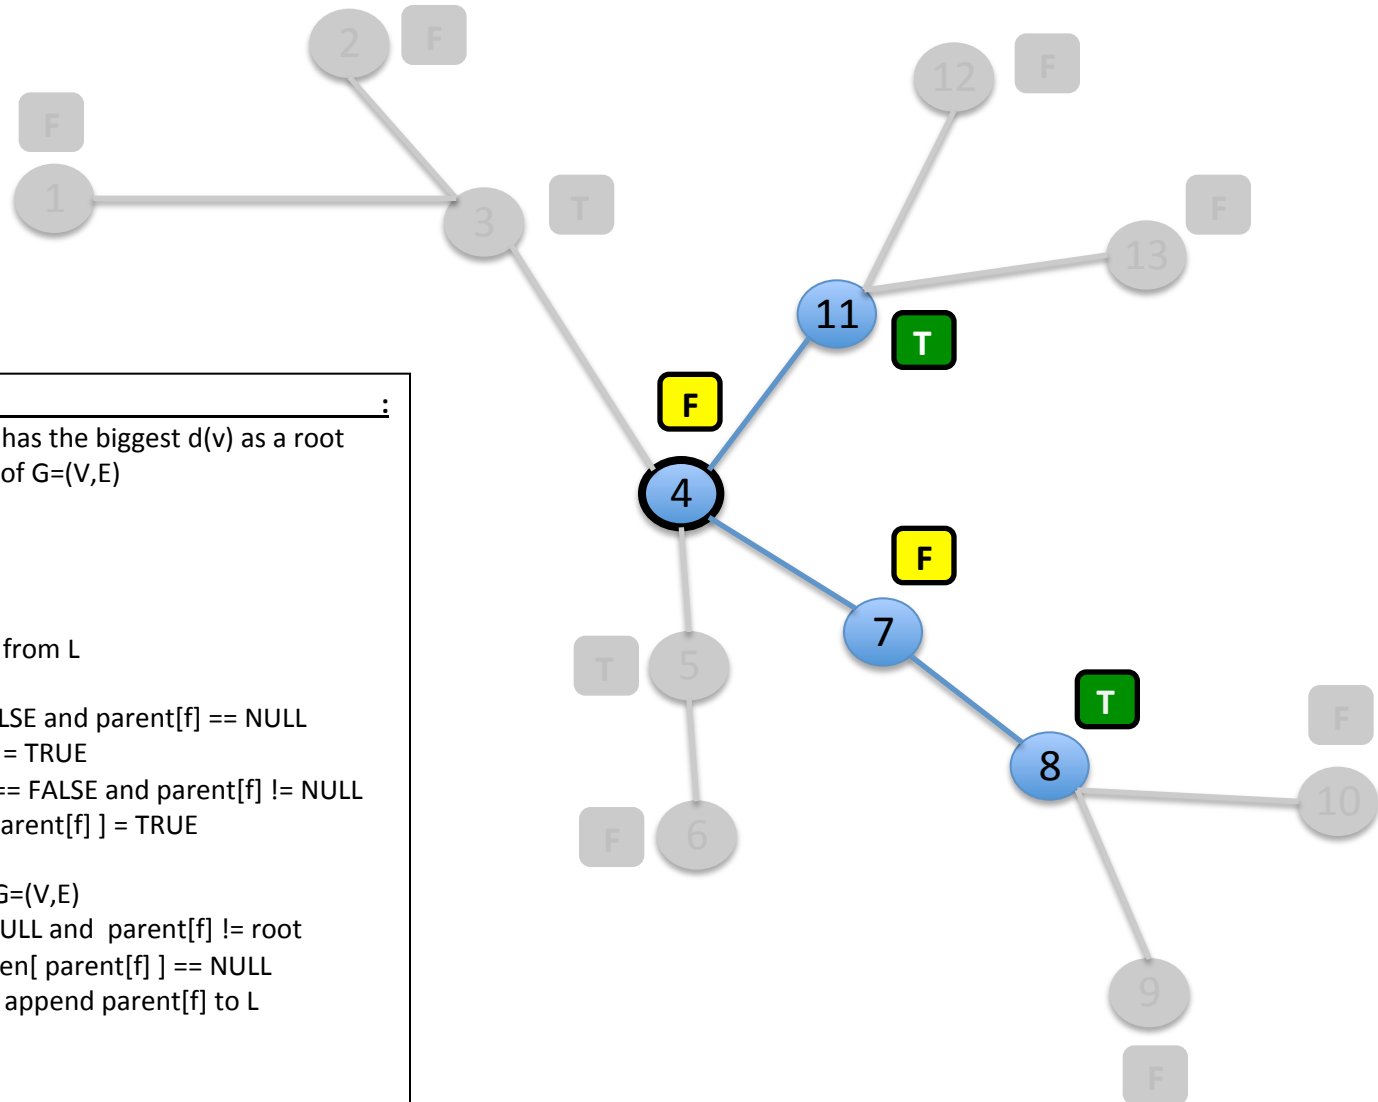 2
F
12
F
F
1
3
T
F
13
11
T
:
F
has the biggest d(v) as a root
of G=(V,E)
4
F
7
from L
T
5
T
F
LSE and parent[f] == NULL
= TRUE
8
== FALSE and parent[f] != NULL
10
arent[f] ] = TRUE
F
6
G=(V,E)
ULL and parent[f] != root
en[ parent[f] ] == NULL
append parent[f] to L
9
F